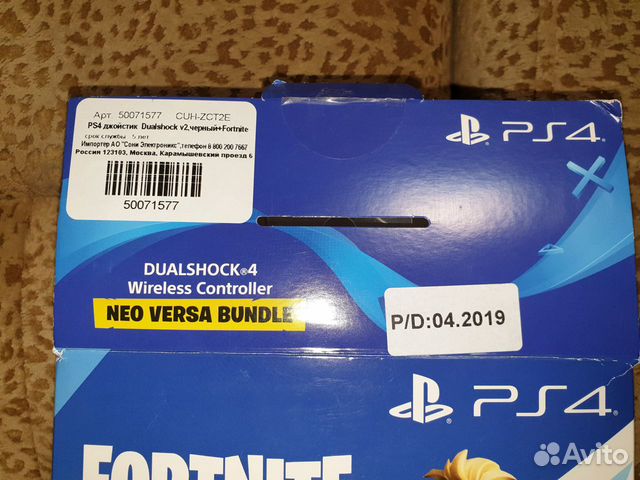 Арт. 50071577 CUH-ZCT2E
PS4 джойстик Dualshock v2,черный+Fortnite
срок службы - 5 лет
Импортер АО "Сони Электроникс",телефон 8 800 200 7667
Россия 123103, Москва, Карамышевский проезд 6
50071577
PS4
DUALSHOCK®4
Wireless Controller
NEO VERSA BUNDLE
P/D:04.2019
PS4
FORTNITE
Avito